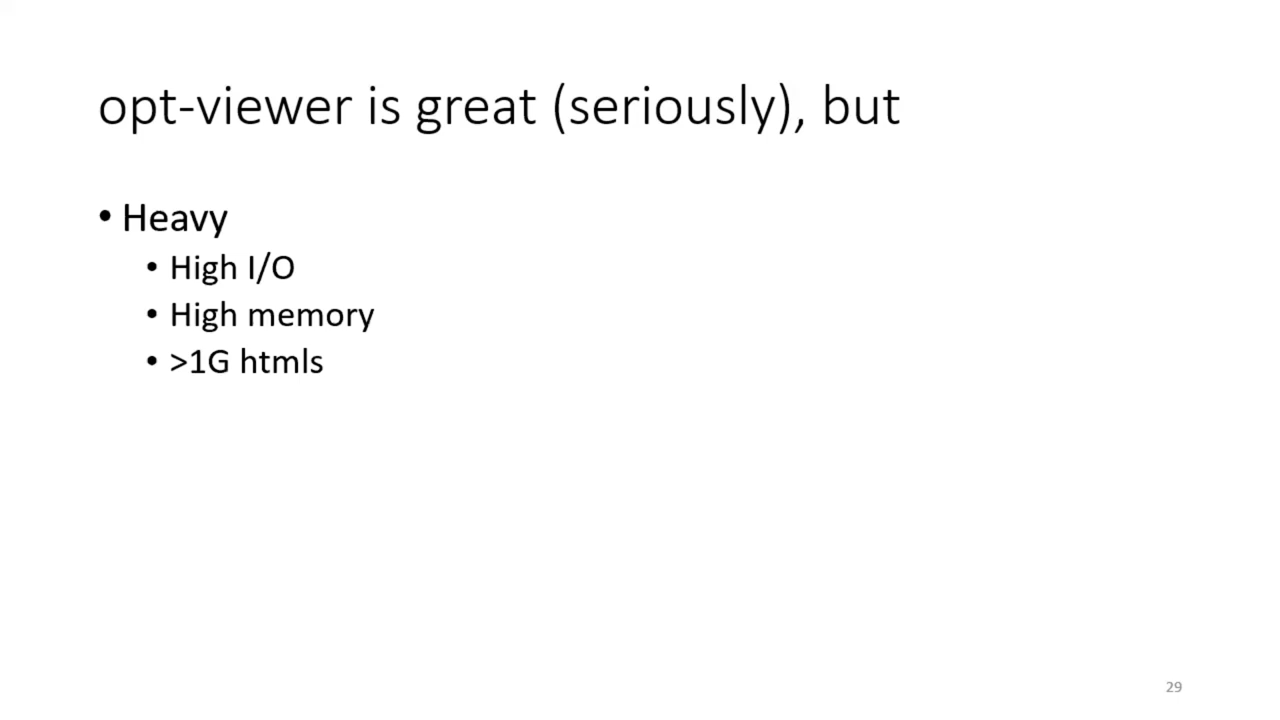 opt-viewer is great (seriously), but
• Heavy
• High I/O
• High memory
• >1G htmls
29